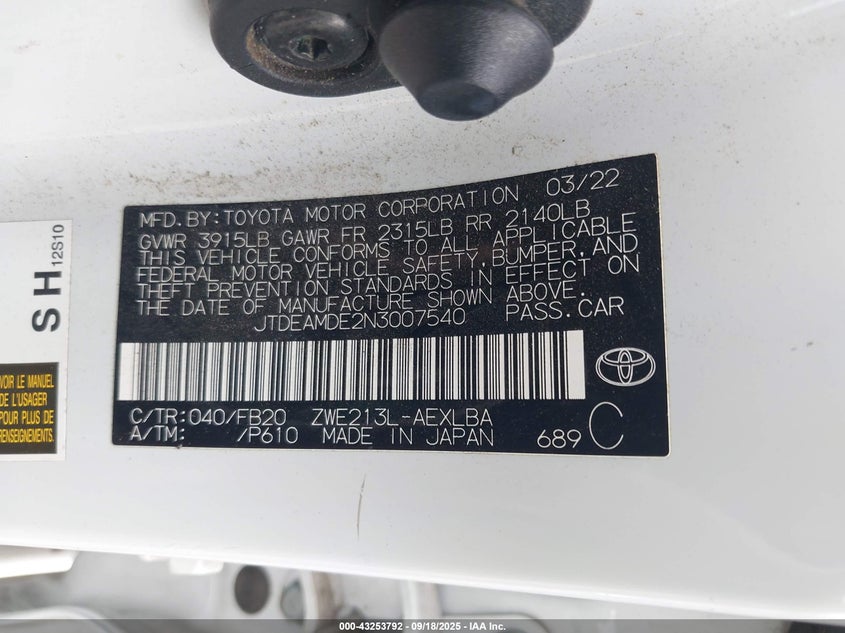 MFD. BY: TOYOTA MOTOR CORPORATION 03/22
GVWR 3915LB GAWR FR 2315LB RR 2140LB
THIS VEHICLE CONFORMS TO ALL APPLICABLE
FEDERAL MOTOR VEHICLE SAFETY, BUMPER, AND
THEFT PREVENTION STANDARDS IN EFFECT ON
THE DATE OF MANUFACTURE SHOWN ABOVE.
JTDEAMDE2N3007540 PASS. CAR
C/TR: 040/FB20 ZWE213L-AEXLBA
A/TM: /P610 MADE IN JAPAN 689 C
SH 12S10
VOIR LE MANUEL
DE L'USAGER
POUR PLUS DE
RENSEIGNEMENTS.
000-43253792 - 09/18/2025 - IAA Inc.